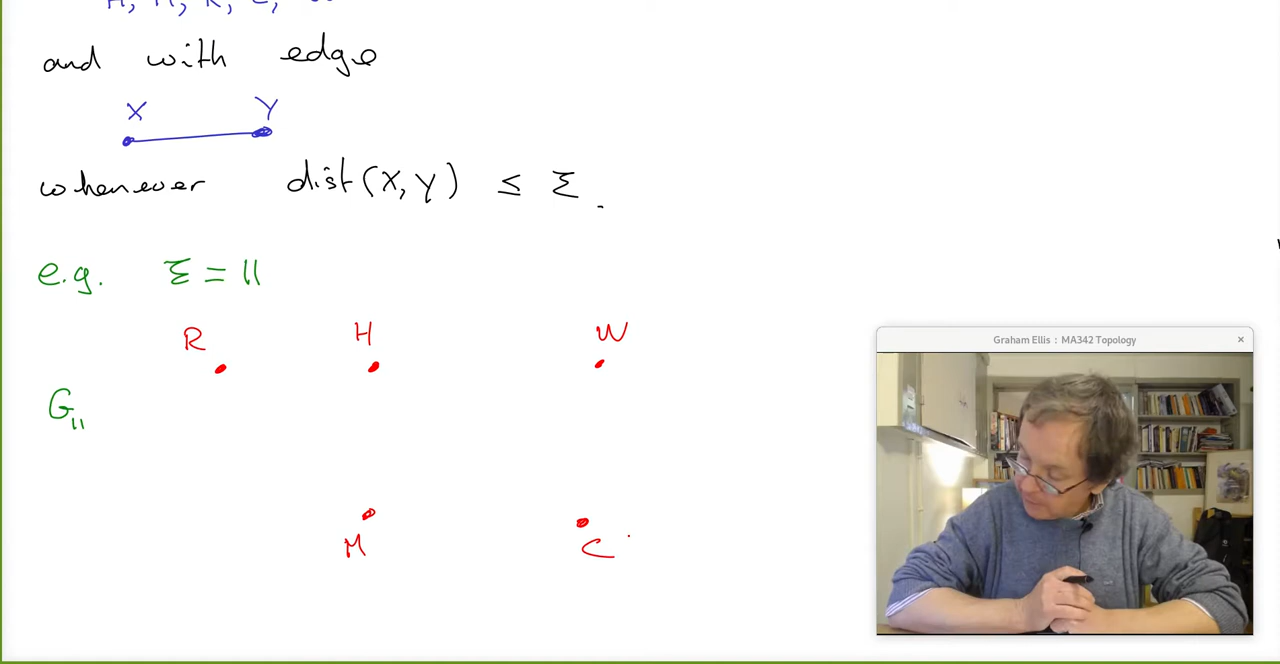 H, M, R, C, W
and with edge
X Y
whenever dist(X, Y) ≤ Σ.
e.g. Σ = 11
R H W
G₁₁
M C
Graham Ellis : MA342 Topology ×